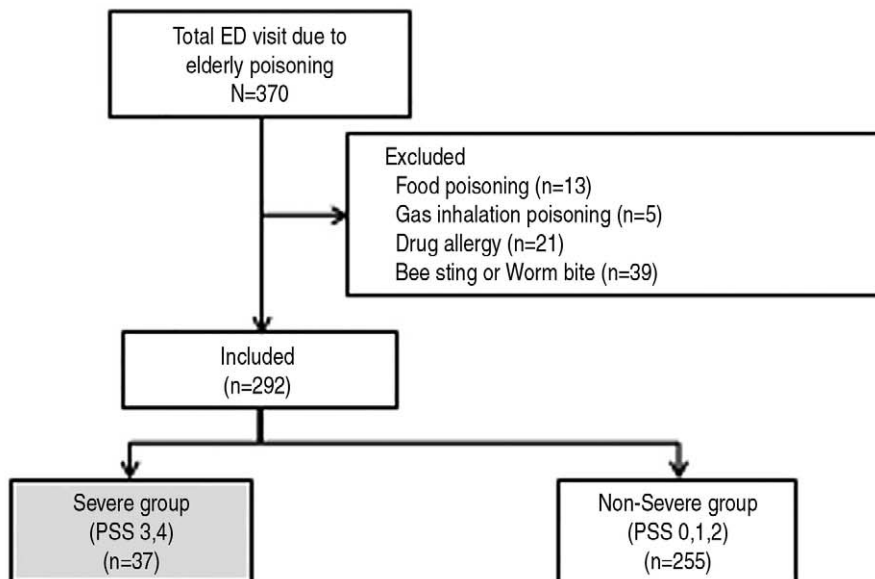 Total ED visit due to
elderly poisoning
N=370
Excluded
Food poisoning (n=13)
Gas inhalation poisoning (n=5)
Drug allergy (n=21)
Bee sting or Worm bite (n=39)
Included
(n=292)
Severe group
(PSS 3,4)
(n=37)
Non-Severe group
(PSS 0,1,2)
(n=255)